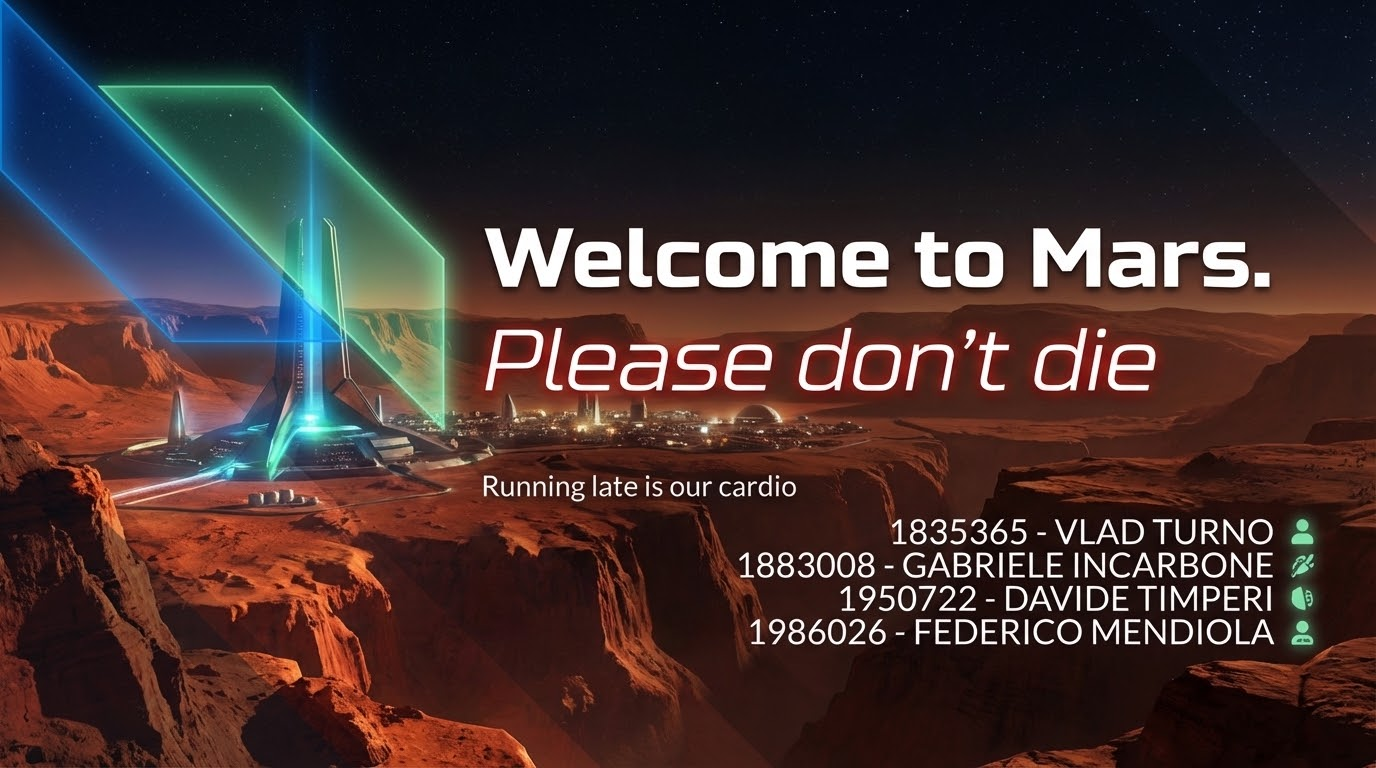 Welcome to Mars.
Please don't die
Running late is our cardio
1835365 - VLAD TURNO
1883008 - GABRIELE INCARBONE
1950722 - DAVIDE TIMPERI
1986026 - FEDERICO MENDIOLA